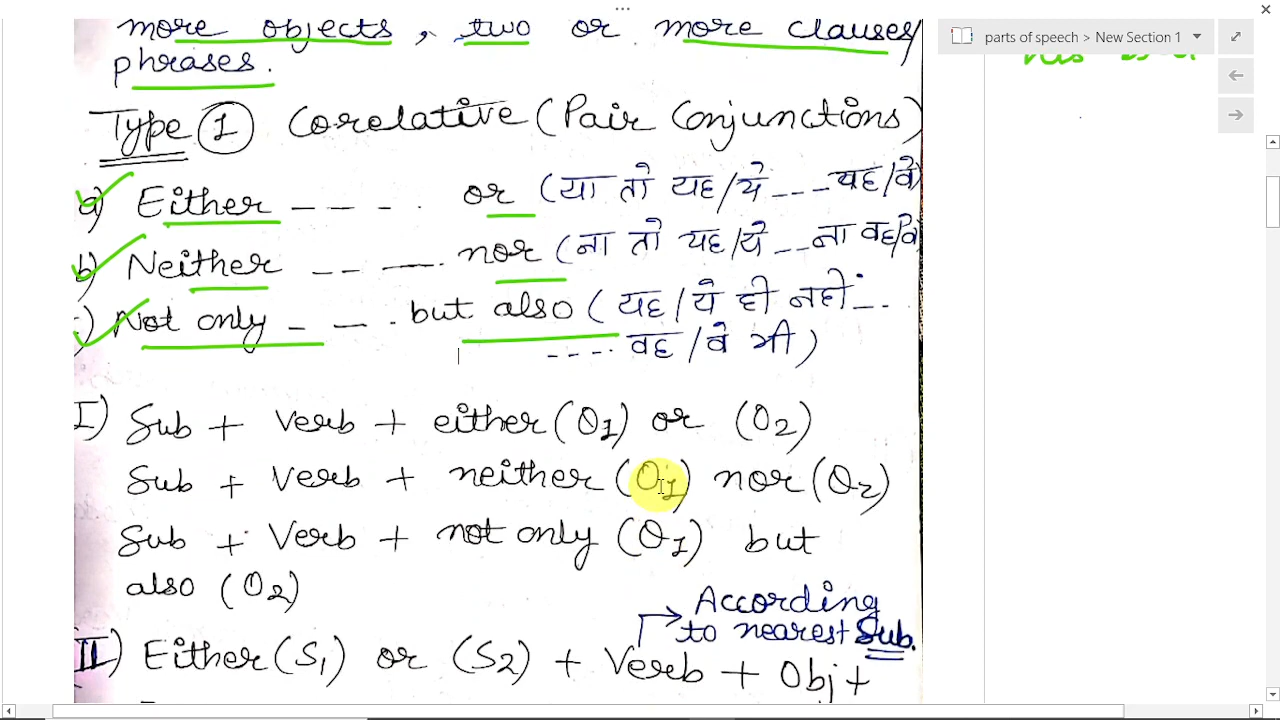 more objects, two or more clauses
parts of speech > New Section 1
phrases.
Type 1 Corelative (Pair Conjunctions)
a) Either ---- or (या तो यह/ये ---- वह/वे)
b) Neither ---- nor (ना तो यह/ये -- ना वह/वे)
c) Not only --- but also (यह/ये ही नहीं --
---- वह/वे भी)
I) Sub + Verb + either (O1) or (O2)
Sub + Verb + neither (O1) nor (O2)
Sub + Verb + not only (O1) but
also (O2)
According
to nearest Sub.
II) Either (S1) or (S2) + Verb + Obj +